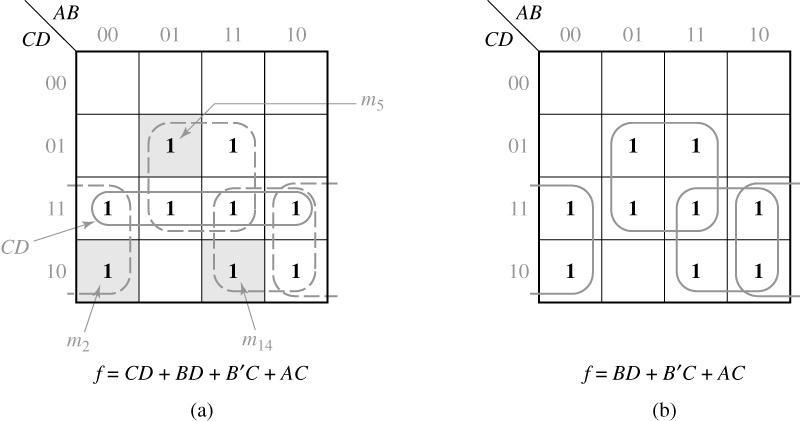 AB
CD
00 01 11 10
00
01 1 1
m5
11 1 1 1 1
CD
10 1 1 1
m2
m14
f = CD + BD + B′C + AC
(a)
AB
CD
00 01 11 10
00
01 1 1
11 1 1 1 1
10 1 1 1
f = BD + B′C + AC
(b)